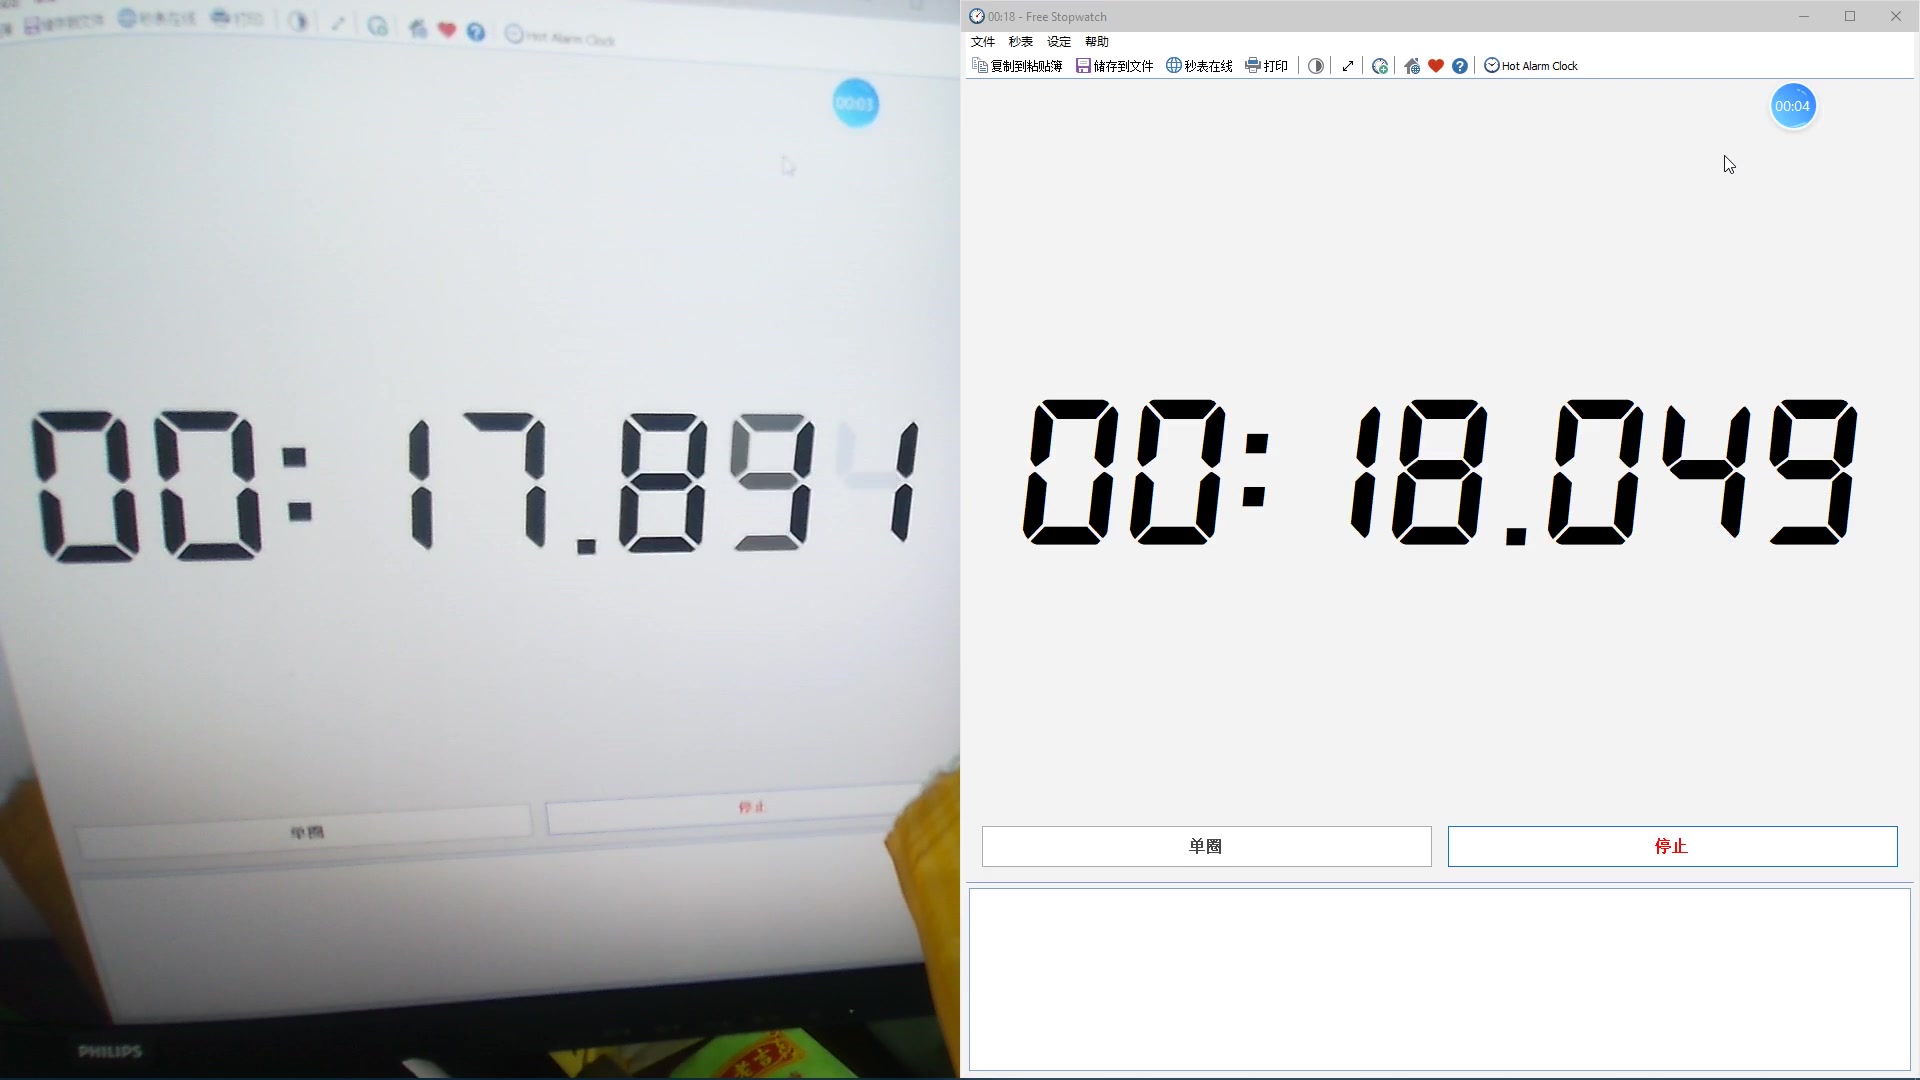 储存到文件 秒表在线 打印 Hot Alarm Clock
00:03
00:17.891
单圈 停止
PHILIPS
00:18 - Free Stopwatch
文件 秒表 设定 帮助
复制到粘贴簿 储存到文件 秒表在线 打印 Hot Alarm Clock
00:04
00:18.049
单圈 停止